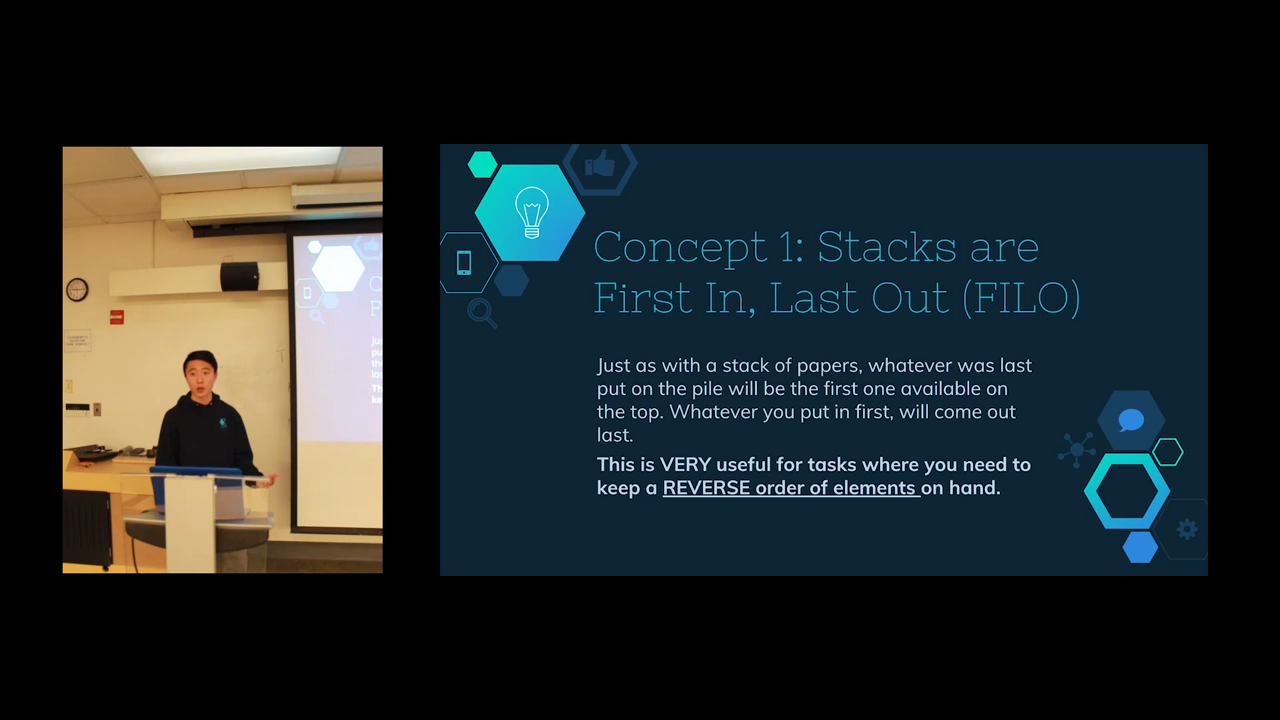 Concept 1: Stacks are
First In, Last Out (FILO)
Just as with a stack of papers, whatever was last
put on the pile will be the first one available on
the top. Whatever you put in first, will come out
last.
This is VERY useful for tasks where you need to
keep a REVERSE order of elements on hand.